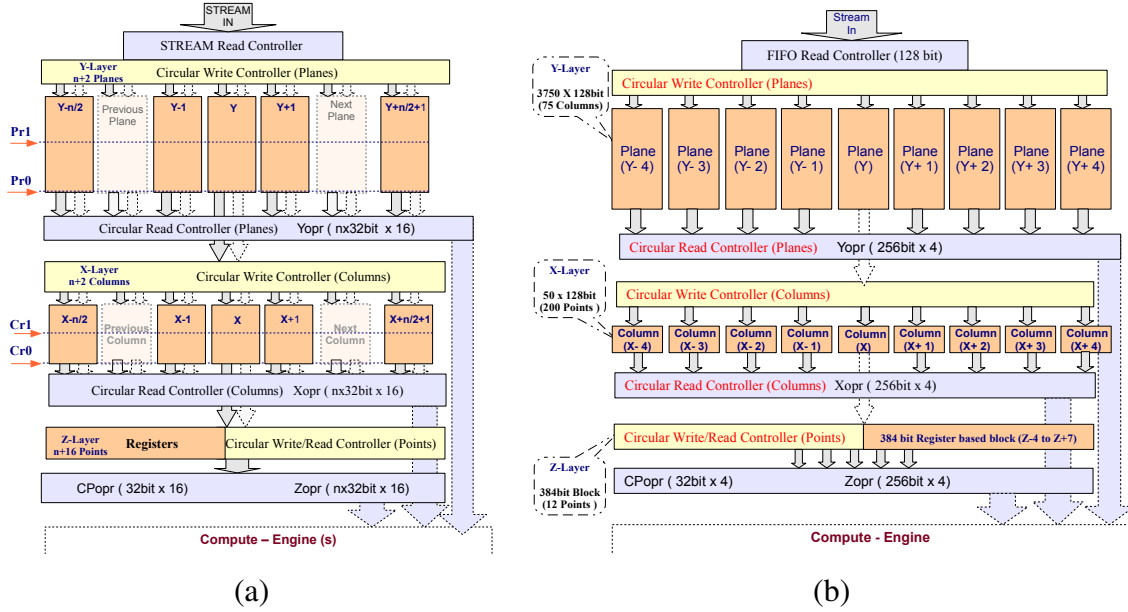 STREAM
IN
STREAM Read Controller
Y-Layer
n+2 Planes
Circular Write Controller (Planes)
Y-n/2
Previous
Plane
Y-1
Y
Y+1
Next
Plane
Y+n/2+1
Pr1
Pr0
Circular Read Controller (Planes) Yopr ( nx32bit x 16)
X-Layer
n+2 Columns
Circular Write Controller (Columns)
X-n/2
Previous
Column
X-1
X
X+1
Next
Column
X+n/2+1
Cr1
Cr0
Circular Read Controller (Columns) Xopr ( nx32bit x 16)
Z-Layer
n+16 Points
Registers
Circular Write/Read Controller (Points)
CPopr ( 32bit x 16) Zopr ( nx32bit x 16)
Compute – Engine (s)
(a)
Stream
In
FIFO Read Controller (128 bit)
Y-Layer
3750 X 128bit
(75 Columns)
Circular Write Controller (Planes)
Plane
(Y- 4)
Plane
(Y- 3)
Plane
(Y- 2)
Plane
(Y- 1)
Plane
(Y)
Plane
(Y+ 1)
Plane
(Y+ 2)
Plane
(Y+ 3)
Plane
(Y+ 4)
Circular Read Controller (Planes) Yopr ( 256bit x 4)
X-Layer
50 x 128bit
(200 Points )
Circular Write Controller (Columns)
Column
(X- 4)
Column
(X- 3)
Column
(X- 2)
Column
(X- 1)
Column
(X)
Column
(X+ 1)
Column
(X+ 2)
Column
(X+ 3)
Column
(X+ 4)
Circular Read Controller (Columns) Xopr ( 256bit x 4)
Circular Write/Read Controller (Points)
384 bit Register based block (Z-4 to Z+7)
Z-Layer
384bit Block
(12 Points )
CPopr ( 32bit x 4) Zopr ( 256bit x 4)
Compute - Engine
(b)